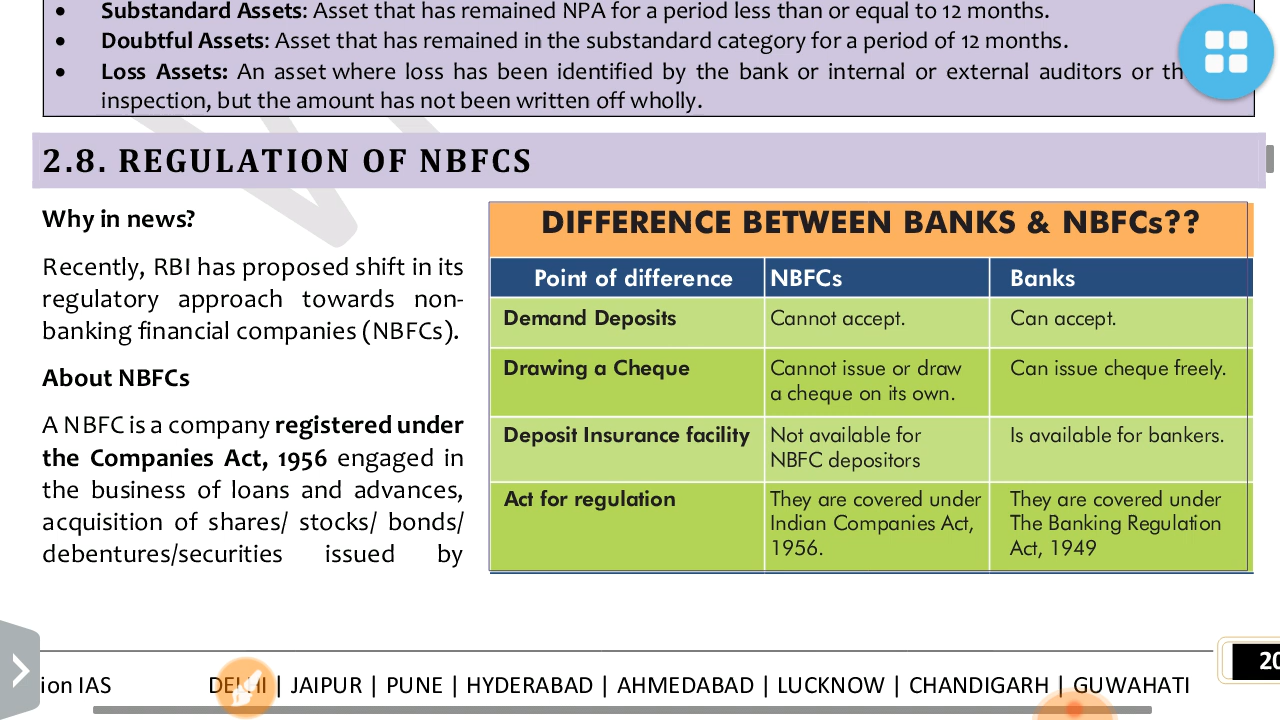 • Substandard Assets: Asset that has remained NPA for a period less than or equal to 12 months.
• Doubtful Assets: Asset that has remained in the substandard category for a period of 12 months.
• Loss Assets: An asset where loss has been identified by the bank or internal or external auditors or
inspection, but the amount has not been written off wholly.
2.8. REGULATION OF NBFCS
Why in news?
Recently, RBI has proposed shift in its
regulatory approach towards non-
banking financial companies (NBFCs).
About NBFCs
A NBFC is a company registered under
the Companies Act, 1956 engaged in
the business of loans and advances,
acquisition of shares/ stocks/ bonds/
debentures/securities issued by
DIFFERENCE BETWEEN BANKS & NBFCs??
Point of difference NBFCs Banks
Demand Deposits Cannot accept. Can accept.
Drawing a Cheque Cannot issue or draw Can issue cheque freely.
a cheque on its own.
Deposit Insurance facility Not available for Is available for bankers.
NBFC depositors
Act for regulation They are covered under They are covered under
Indian Companies Act, The Banking Regulation
1956. Act, 1949
ion IAS DELHI | JAIPUR | PUNE | HYDERABAD | AHMEDABAD | LUCKNOW | CHANDIGARH | GUWAHATI
20